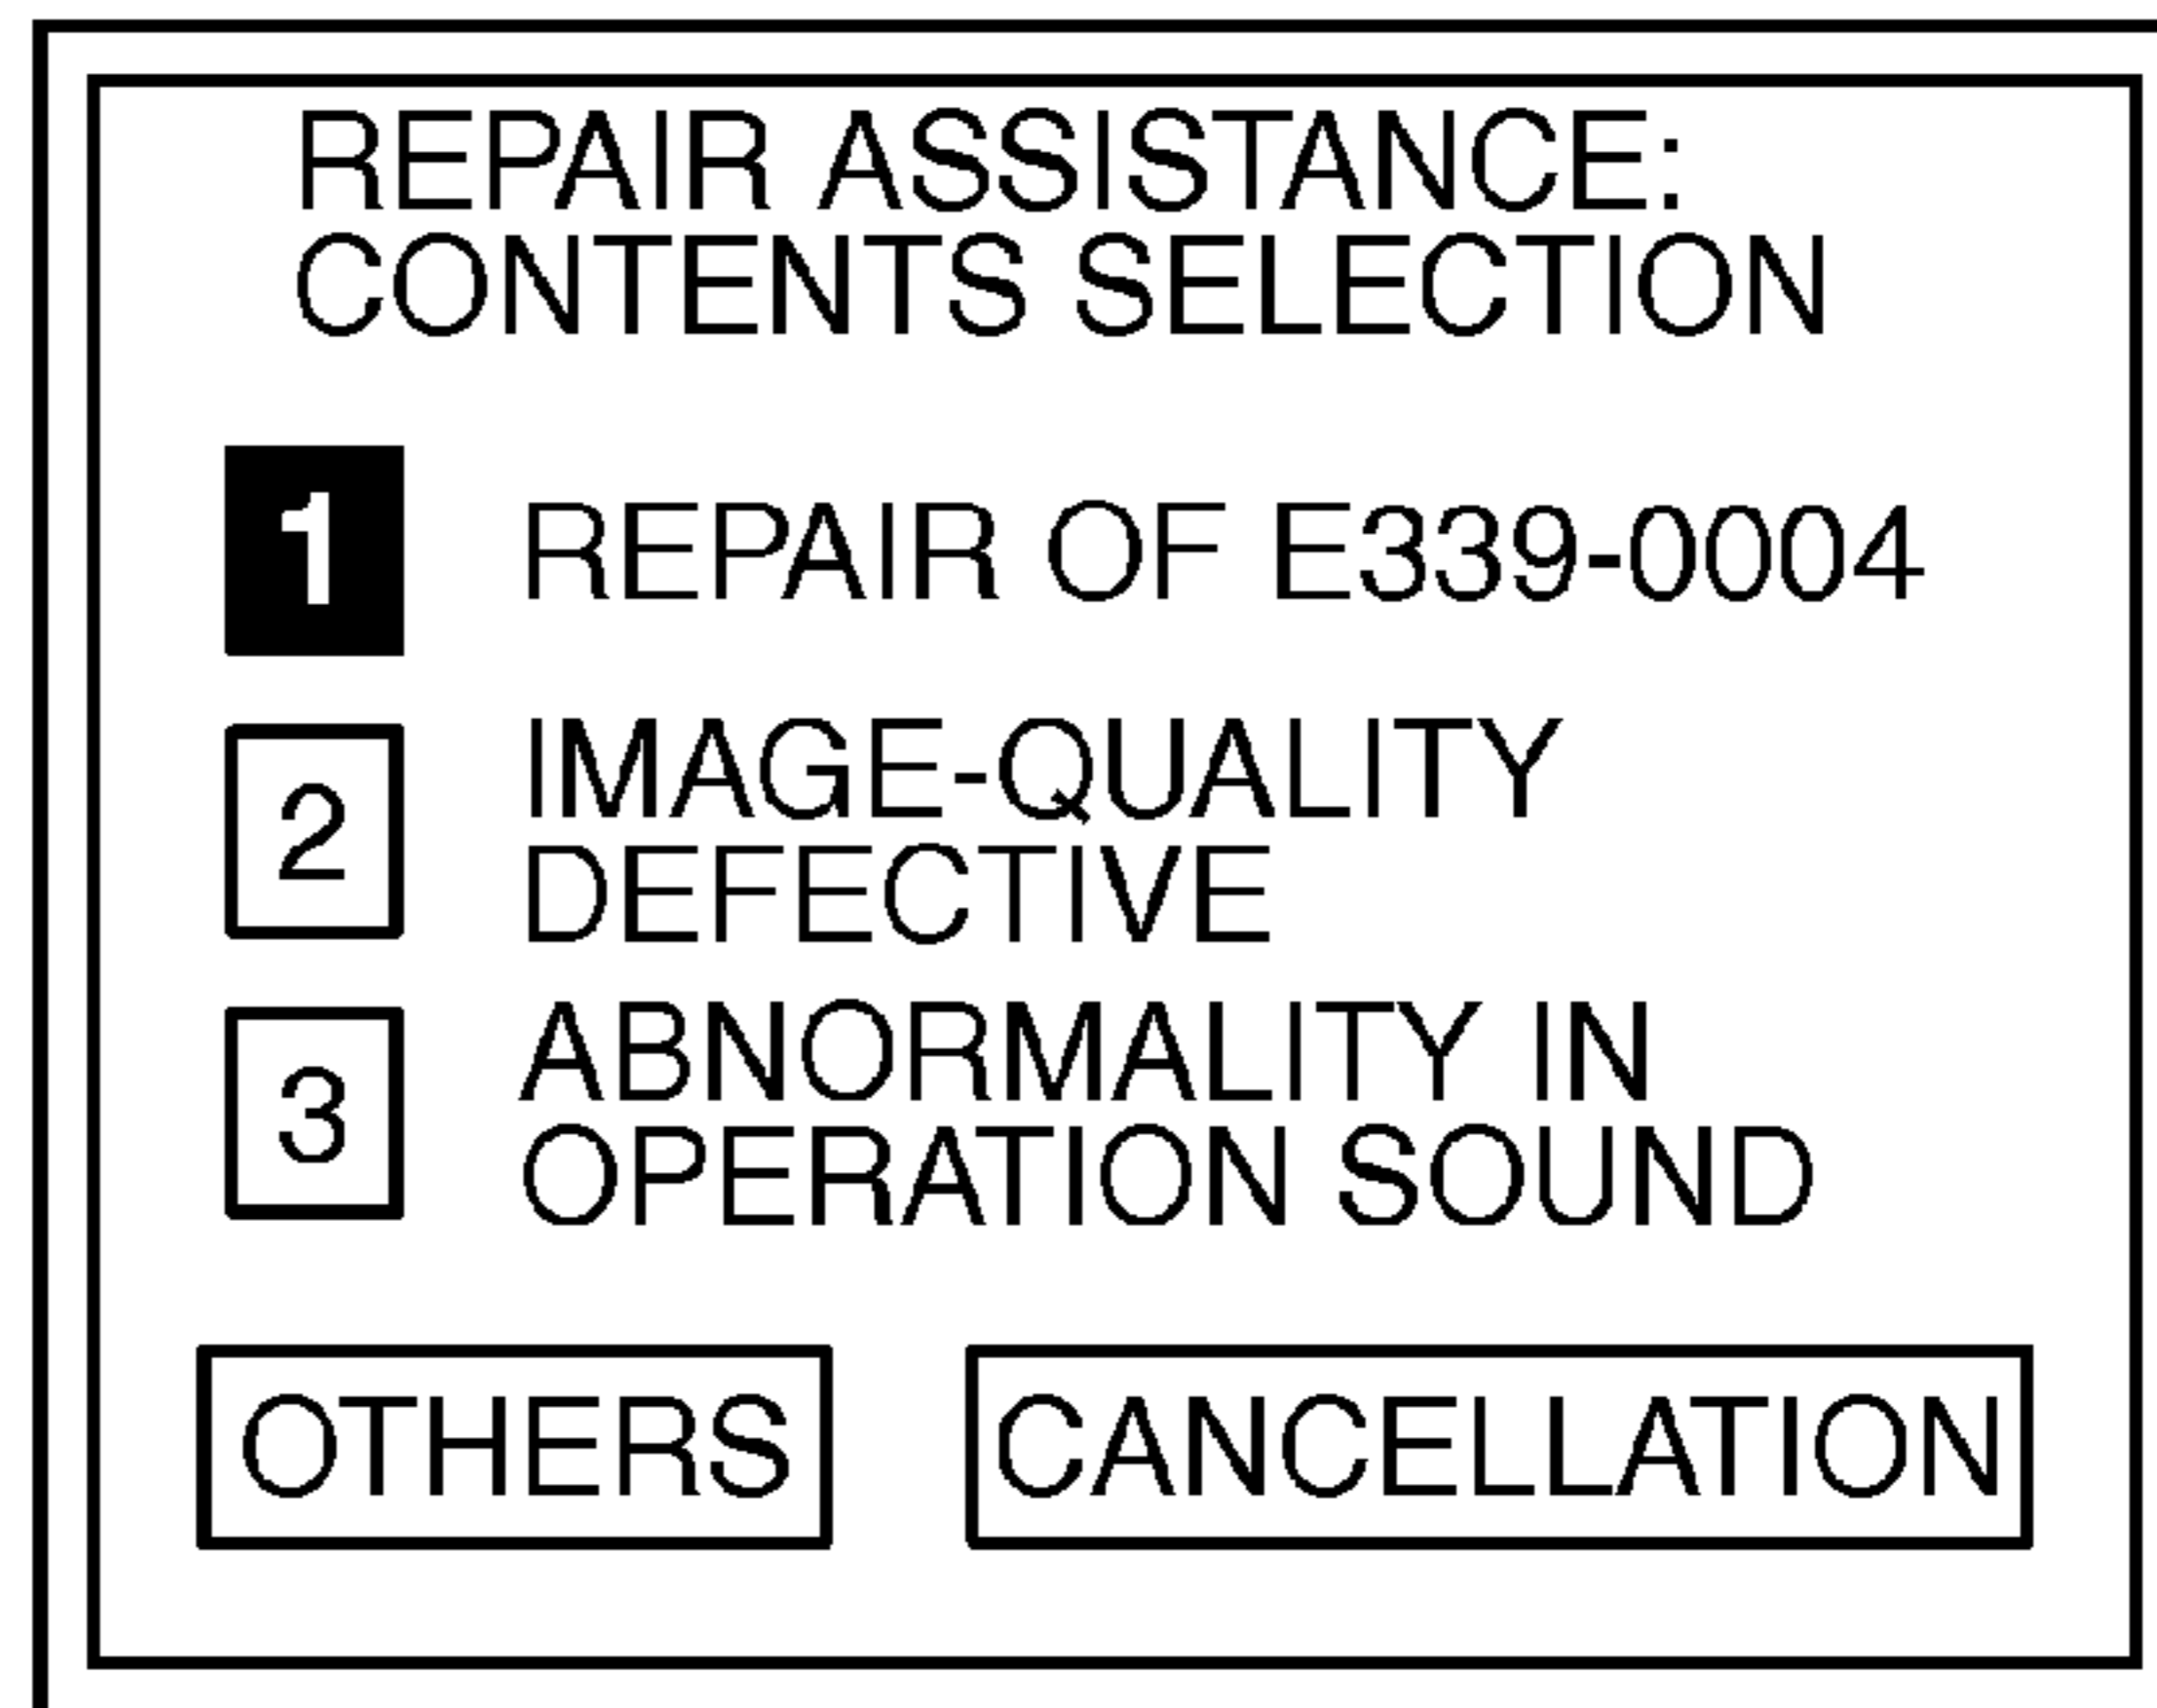 REPAIR ASSISTANCE:
CONTENTS SELECTION
1 REPAIR OF E339-0004
2 IMAGE-QUALITY
DEFECTIVE
3 ABNORMALITY IN
OPERATION SOUND
OTHERS CANCELLATION